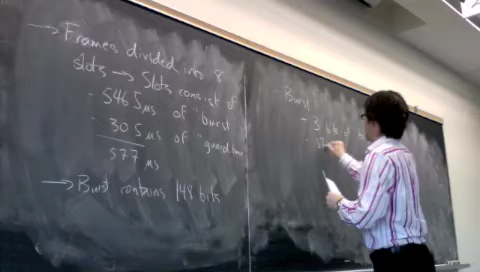 → Frames divided into 8
slots → Slots consist of
- 546.5 μs of "burst
- 30.5 μs of "guard time
577 μs
→ Burst contains 148 bits
Burst
- 3 bits of